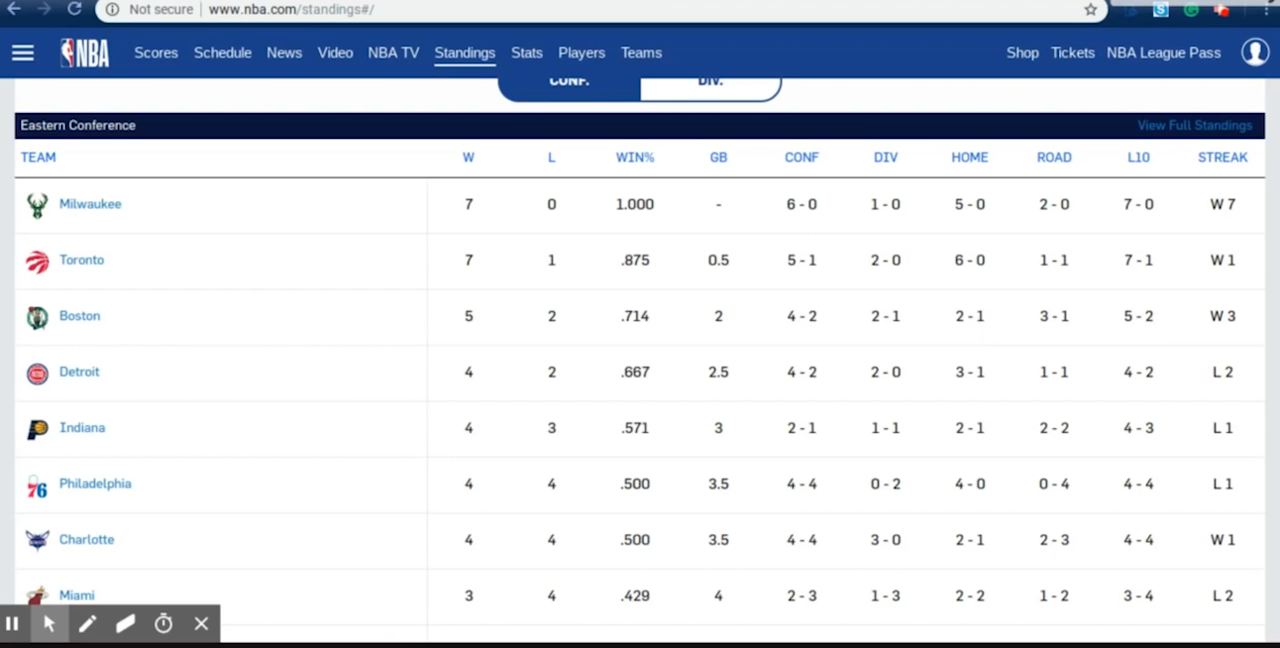 Not secure www.nba.com/standings#/
NBA Scores Schedule News Video NBA TV Standings Stats Players Teams Shop Tickets NBA League Pass
CONF. DIV.
Eastern Conference View Full Standings
TEAM W L WIN% GB CONF DIV HOME ROAD L10 STREAK
Milwaukee 7 0 1.000 - 6 - 0 1 - 0 5 - 0 2 - 0 7 - 0 W 7
Toronto 7 1 .875 0.5 5 - 1 2 - 0 6 - 0 1 - 1 7 - 1 W 1
Boston 5 2 .714 2 4 - 2 2 - 1 2 - 1 3 - 1 5 - 2 W 3
Detroit 4 2 .667 2.5 4 - 2 2 - 0 3 - 1 1 - 1 4 - 2 L 2
Indiana 4 3 .571 3 2 - 1 1 - 1 2 - 1 2 - 2 4 - 3 L 1
76 Philadelphia 4 4 .500 3.5 4 - 4 0 - 2 4 - 0 0 - 4 4 - 4 L 1
Charlotte 4 4 .500 3.5 4 - 4 3 - 0 2 - 1 2 - 3 4 - 4 W 1
Miami 3 4 .429 4 2 - 3 1 - 3 2 - 2 1 - 2 3 - 4 L 2